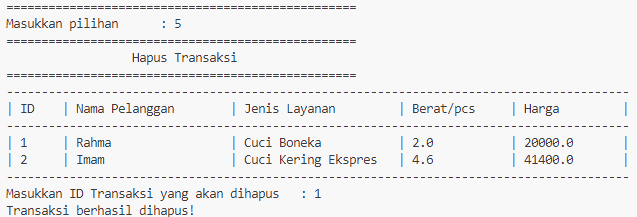 ==================================================
Masukkan pilihan      : 5
==================================================
                  Hapus Transaksi
==================================================
-----------------------------------------------------------------------------------------
| ID    | Nama Pelanggan        | Jenis Layanan         | Berat/pcs     | Harga         |
-----------------------------------------------------------------------------------------
| 1     | Rahma                 | Cuci Boneka           | 2.0           | 20000.0       |
| 2     | Imam                  | Cuci Kering Ekspres   | 4.6           | 41400.0       |
-----------------------------------------------------------------------------------------
Masukkan ID Transaksi yang akan dihapus   : 1
Transaksi berhasil dihapus!